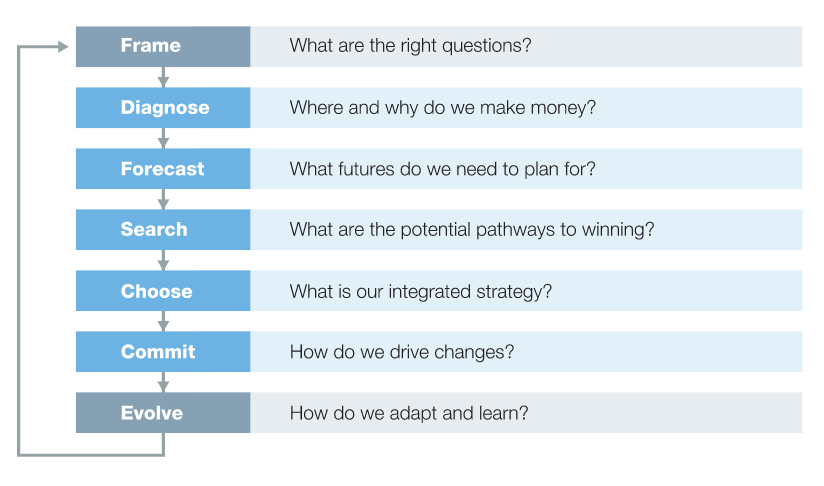 Frame What are the right questions?
Diagnose Where and why do we make money?
Forecast What futures do we need to plan for?
Search What are the potential pathways to winning?
Choose What is our integrated strategy?
Commit How do we drive changes?
Evolve How do we adapt and learn?